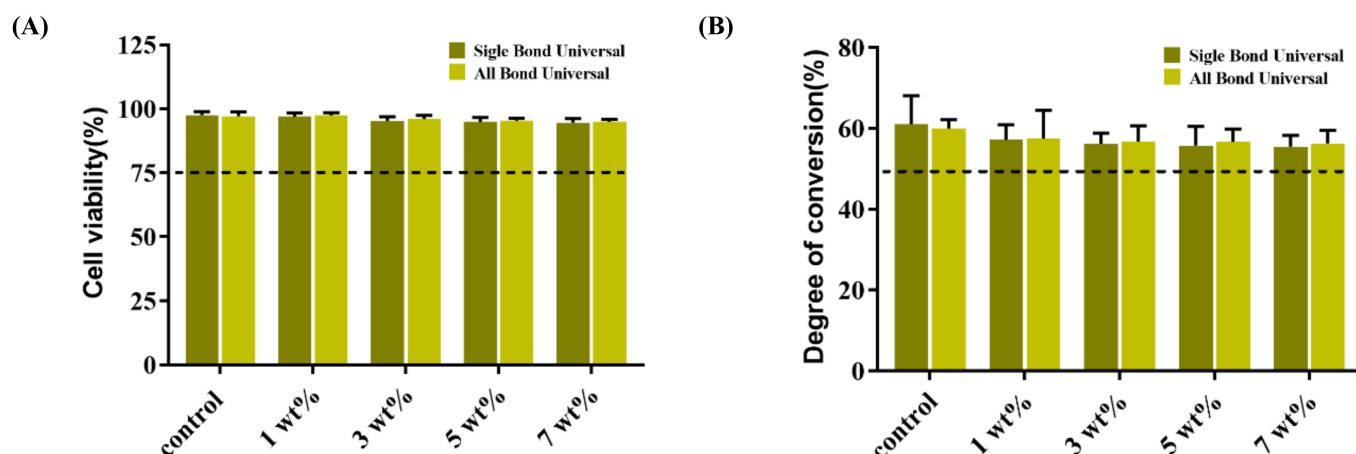 (A)
Cell viability(%)
125
100
75
50
25
0
Sigle Bond Universal
All Bond Universal
control
1 wt%
3 wt%
5 wt%
7 wt%
(B)
Degree of conversion(%)
80
60
40
20
0
Sigle Bond Universal
All Bond Universal
control
1 wt%
3 wt%
5 wt%
7 wt%